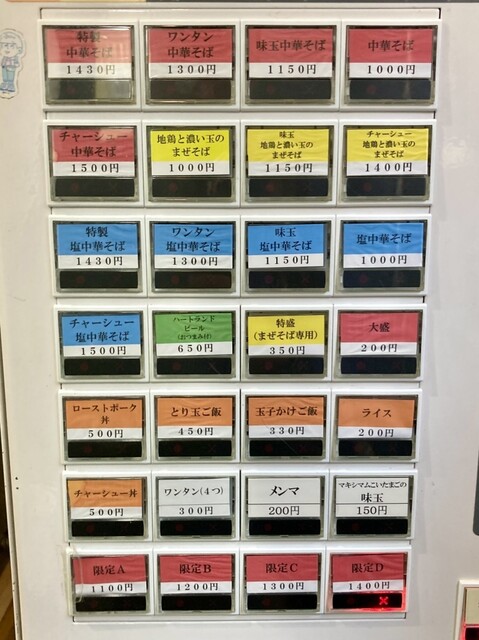 特製
中華そば
1430円
ワンタン
中華そば
1300円
味玉中華そば
1150円
中華そば
1000円
チャーシュー
中華そば
1500円
地鶏と濃い玉の
まぜそば
1000円
味玉
地鶏と濃い玉の
まぜそば
1150円
チャーシュー
地鶏と濃い玉の
まぜそば
1400円
特製
塩中華そば
1430円
ワンタン
塩中華そば
1300円
味玉
塩中華そば
1150円
塩中華そば
1000円
チャーシュー
塩中華そば
1500円
ハートランド
ビール
(おつまみ付)
650円
特盛
(まぜそば専用)
350円
大盛
200円
ローストポーク
丼
500円
とり玉ご飯
450円
玉子かけご飯
330円
ライス
200円
チャーシュー丼
500円
ワンタン(4つ)
300円
メンマ
200円
マキシマムこいたまごの
味玉
150円
限定A
1100円
限定B
1200円
限定C
1300円
限定D
1400円